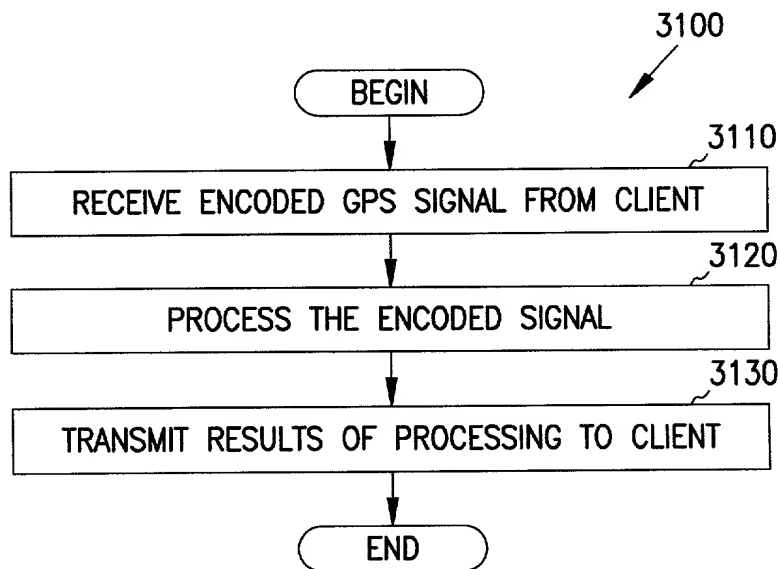 3100
BEGIN
3110
RECEIVE ENCODED GPS SIGNAL FROM CLIENT
3120
PROCESS THE ENCODED SIGNAL
3130
TRANSMIT RESULTS OF PROCESSING TO CLIENT
END